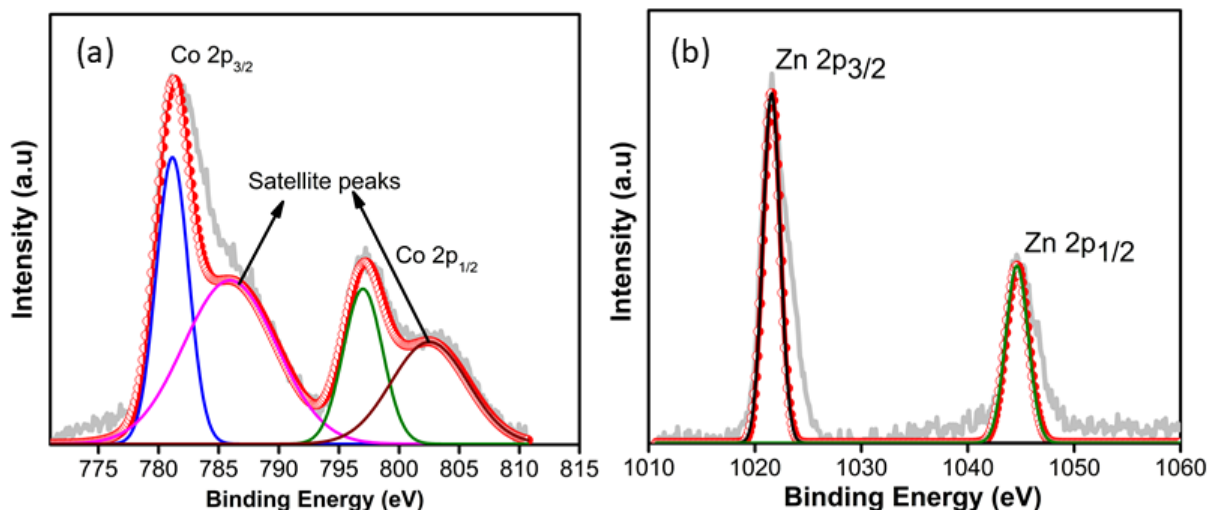 (a)
Co 2p3/2
Satellite peaks
Co 2p1/2
Intensity (a.u)
775 780 785 790 795 800 805 810 815
Binding Energy (eV)
(b)
Zn 2p3/2
Zn 2p1/2
Intensity (a.u)
1010 1020 1030 1040 1050 1060
Binding Energy (eV)